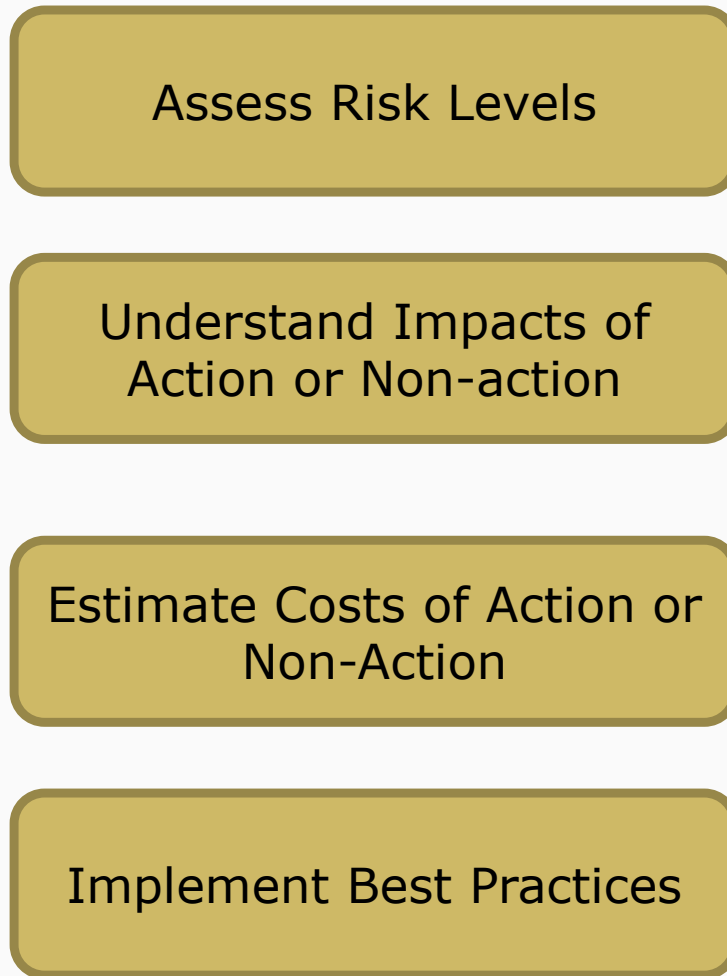 Assess Risk Levels
Understand Impacts of
Action or Non-action
Estimate Costs of Action or
Non-Action
Implement Best Practices